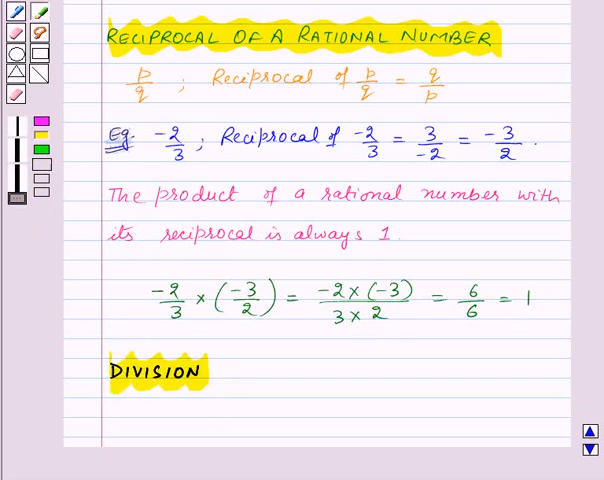 RECIPROCAL OF A RATIONAL NUMBER
p/q ; Reciprocal of p/q = q/p
Eg. -2/3 ; Reciprocal of -2/3 = 3/-2 = -3/2 .
The product of a rational number with
its reciprocal is always 1.
-2/3 × (-3/2) = -2 × (-3)/3 × 2 = 6/6 = 1
DIVISION